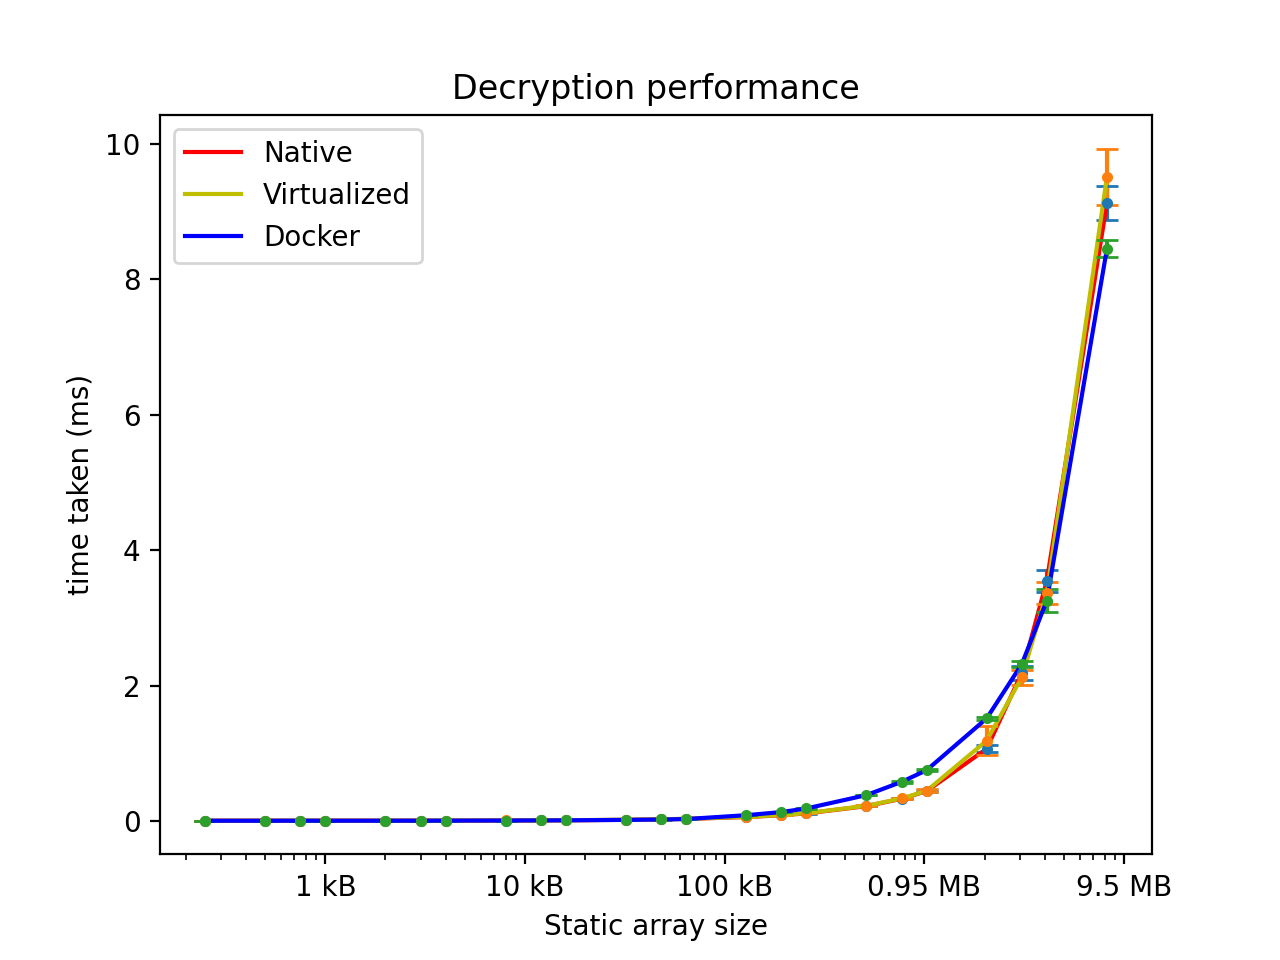 Decryption performance
10
8
6
4
2
0
time taken (ms)
Native
Virtualized
Docker
1 kB
10 kB
100 kB
0.95 MB
9.5 MB
Static array size